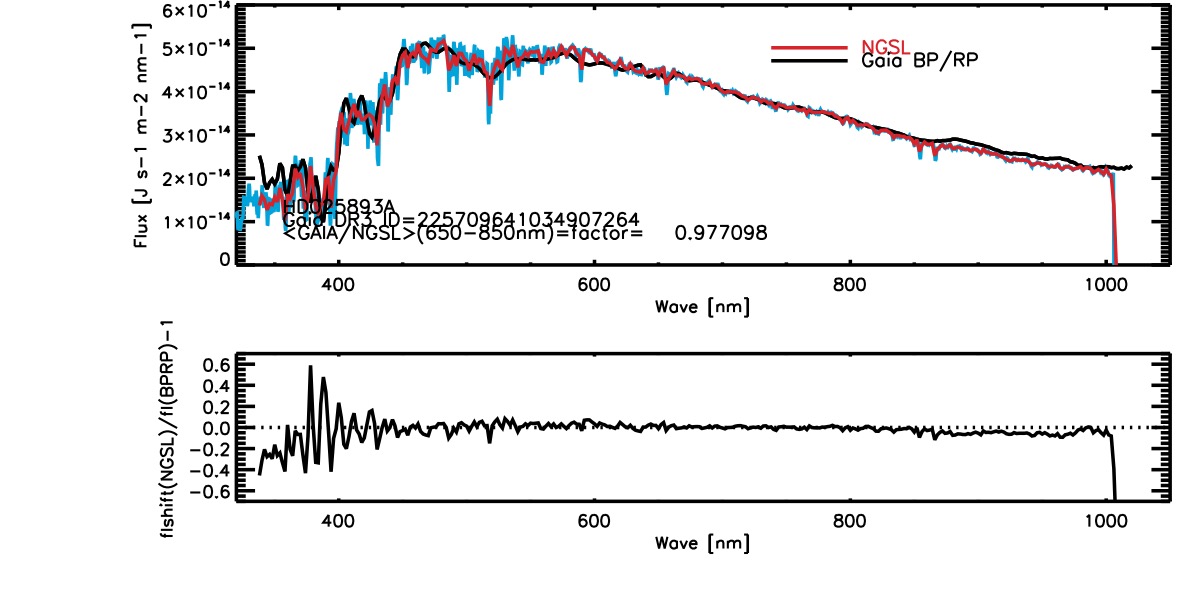 6×10⁻¹⁴
5×10⁻¹⁴
4×10⁻¹⁴
3×10⁻¹⁴
2×10⁻¹⁴
1×10⁻¹⁴
0
Flux [J s−1 m−2 nm−1]
NGSL
Gaia BP/RP
HD025893A
Gaia DR3 ID=225709641034907264
<GAIA/NGSL>(650−850nm)=factor= 0.977098
400 600 800 1000
Wave [nm]
flshift(NGSL)/fl(BPRP)−1
0.6
0.4
0.2
0.0
−0.2
−0.4
−0.6
400 600 800 1000
Wave [nm]